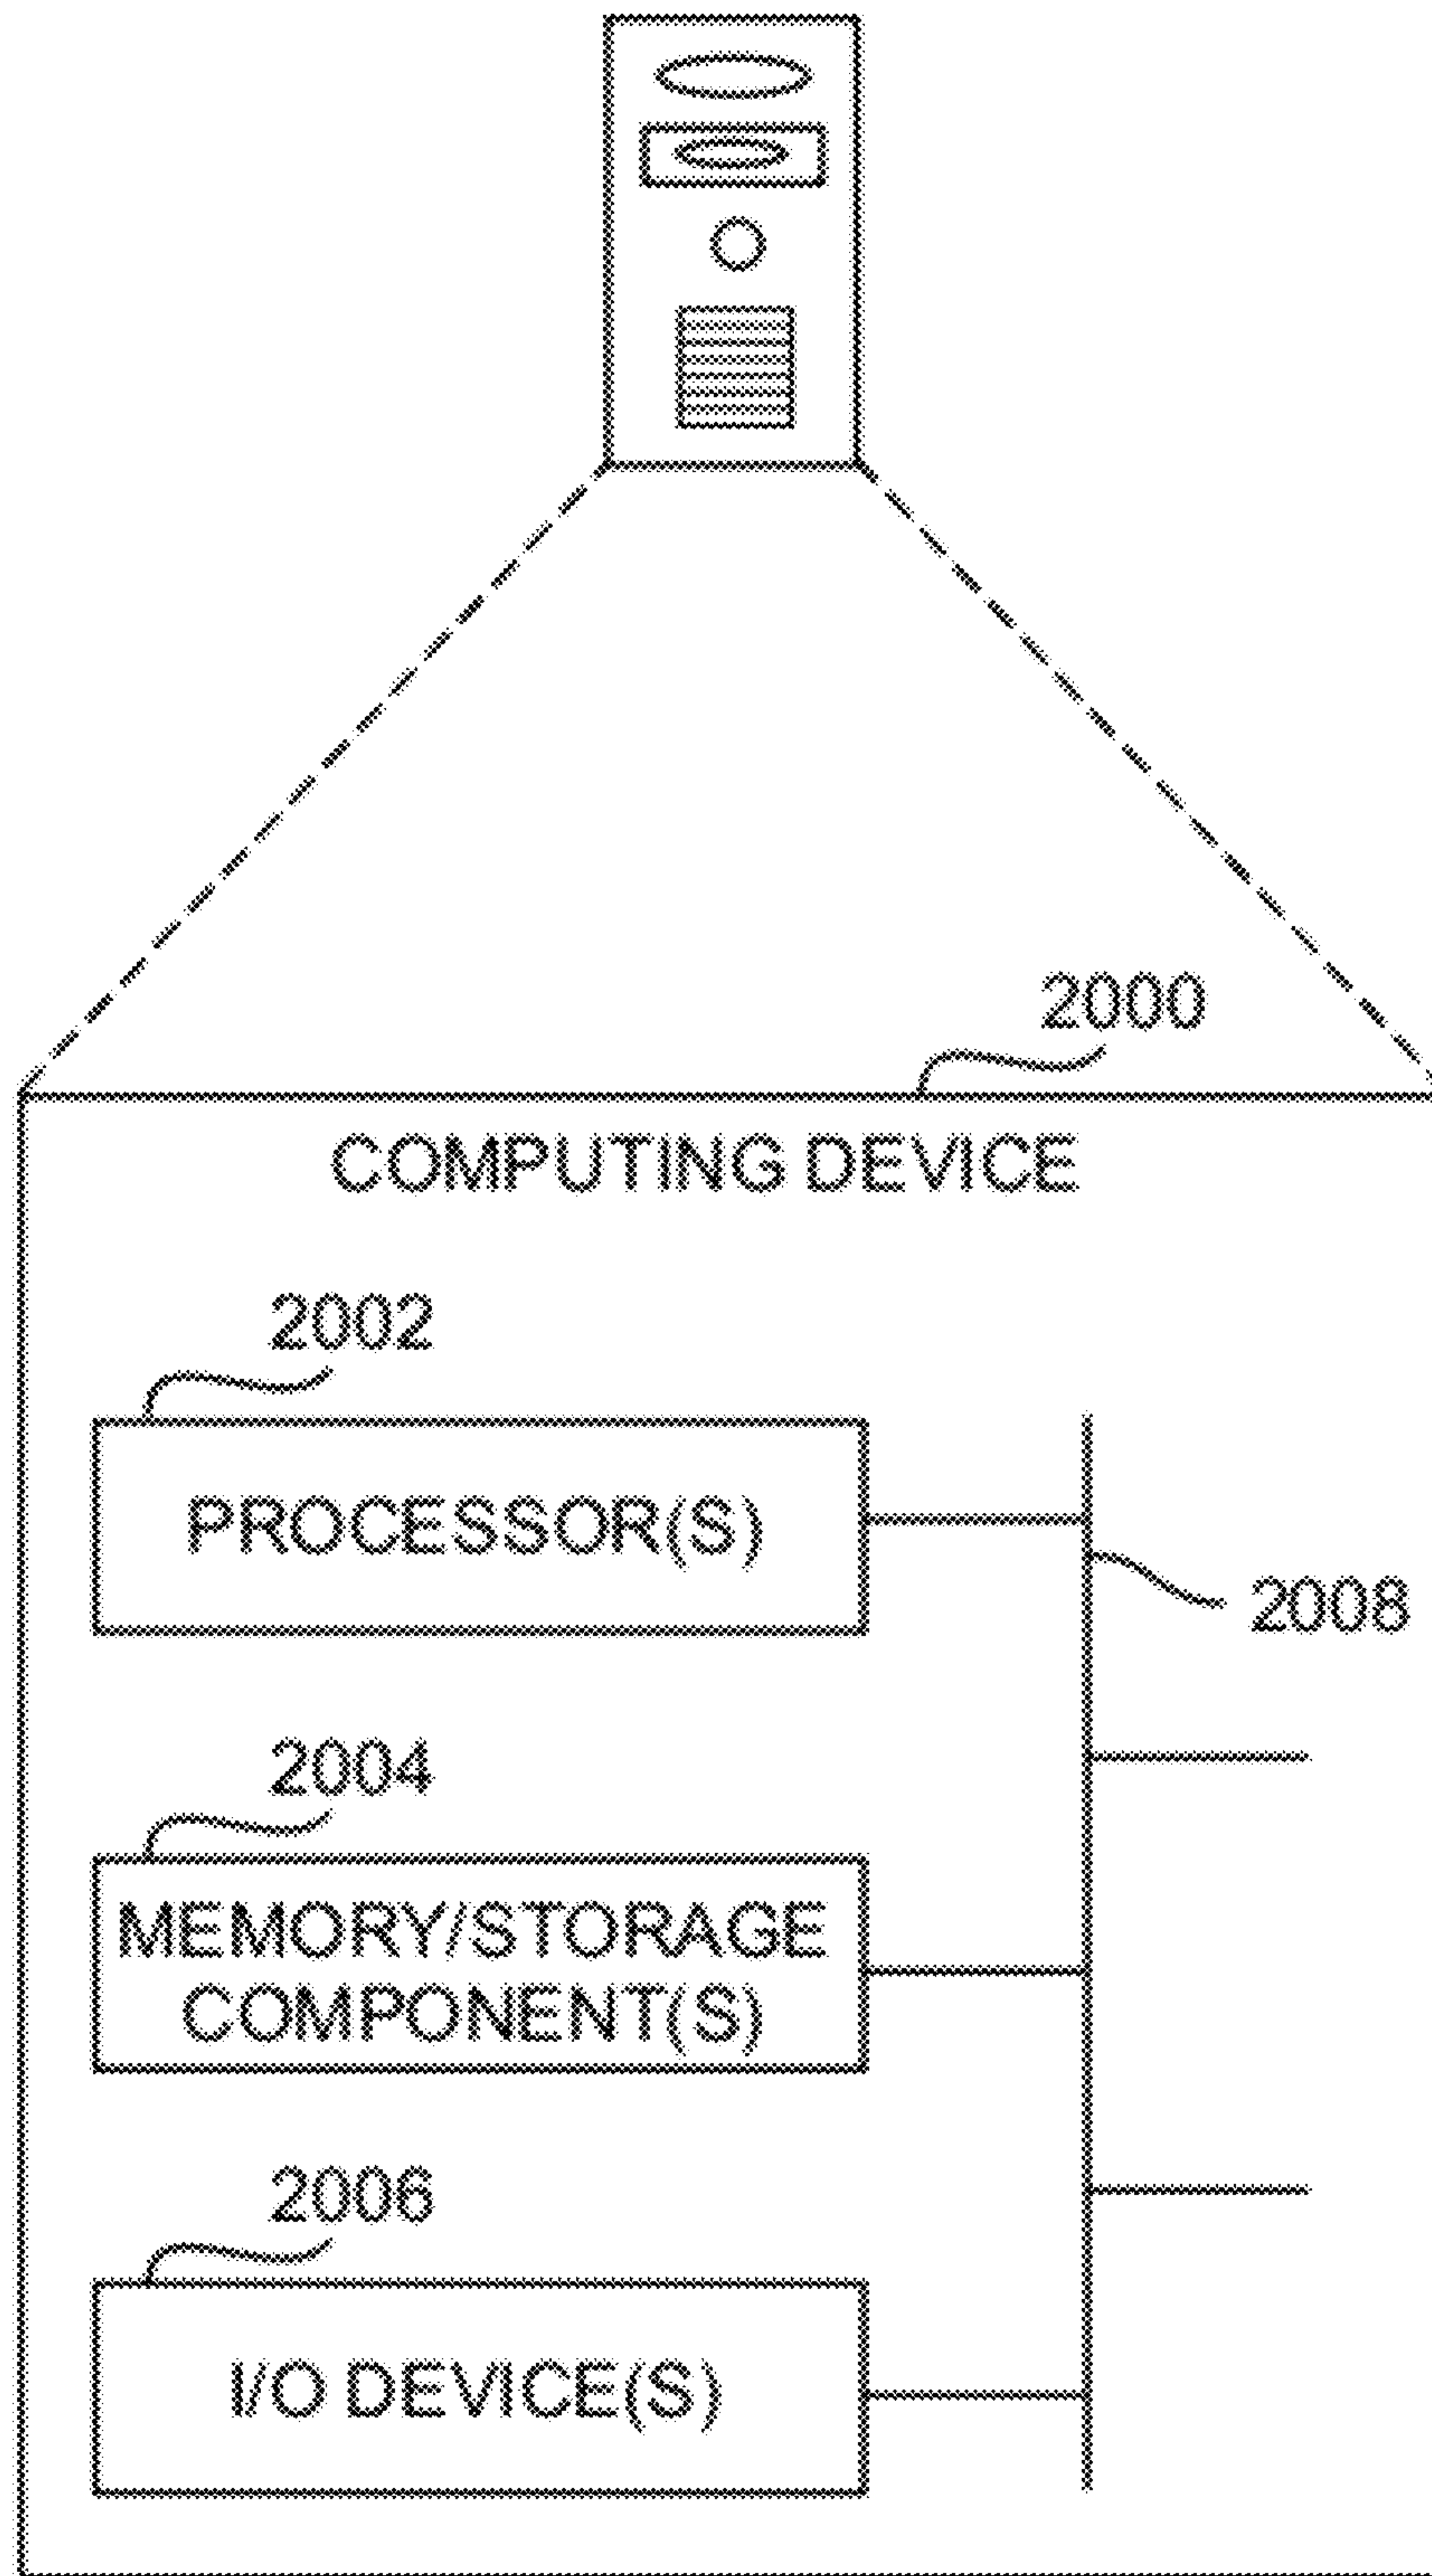 2000
COMPUTING DEVICE
2002
PROCESSOR(S)
2008
2004
MEMORY/STORAGE
COMPONENT(S)
2006
I/O DEVICE(S)